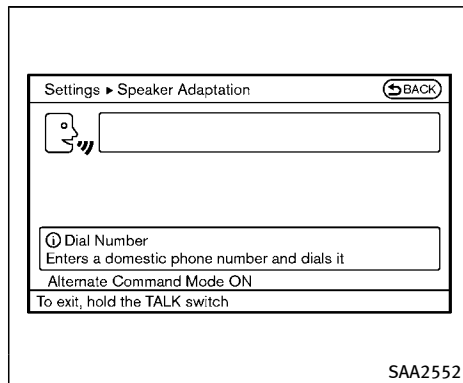 Settings ▸ Speaker Adaptation BACK
ⓘ Dial Number
Enters a domestic phone number and dials it
Alternate Command Mode ON
To exit, hold the TALK switch
SAA2552